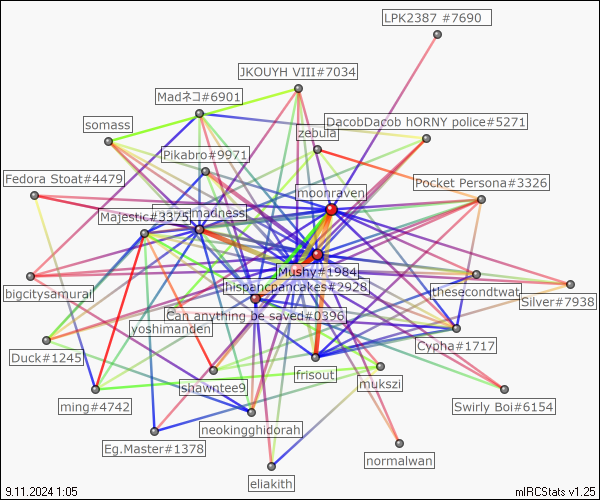 LPK2387 #7690
JKOUYH VIII#7034
Madネコ#6901
DacobDacob hORNY police#5271
somass
zebula
Pikabro#9971
Fedora Stoat#4479
Pocket Persona#3326
moonraven
madness
Majestic#3375
Mushy#1984
hispancpancakes#2928
thesecondtwat
bigcitysamurai
Silver#7938
Can anything be saved#0396
yoshimanden
Cypha#1717
Duck#1245
frisout
mukszi
shawntee9
ming#4742
Swirly Boi#6154
neokingghidorah
Eg.Master#1378
normalwan
eliakith
9.11.2024 1:05
mIRCStats v1.25